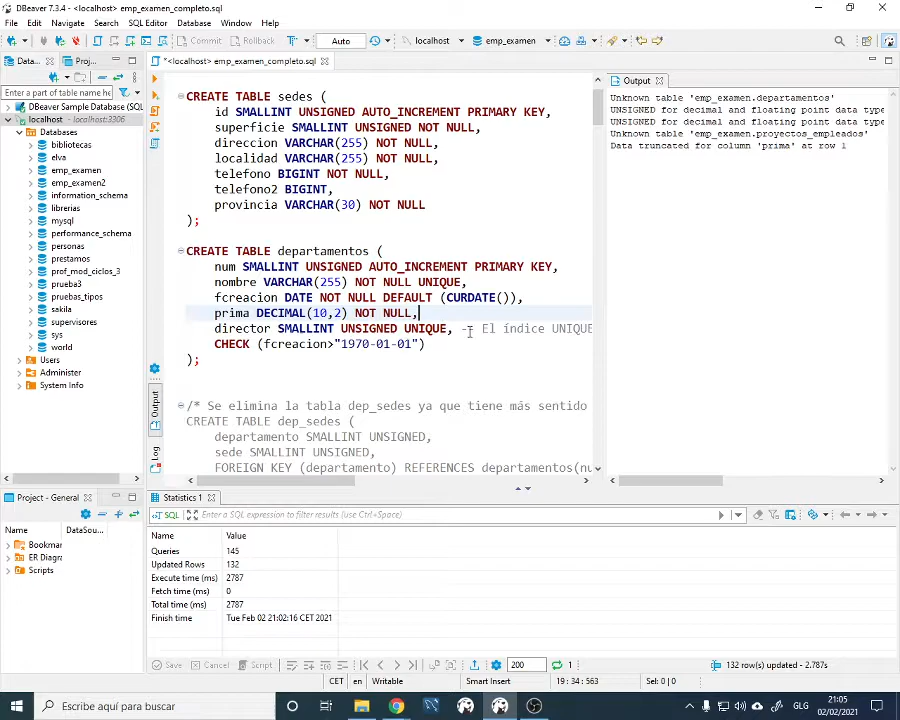 DBeaver 7.3.4 - <localhost> emp_examen_completo.sql
File Edit Navigate Search SQL Editor Database Window Help
Commit Rollback Auto localhost emp_examen
Data... Proj...
*<localhost> emp_examen_completo.sql
Output
Enter a part of table name he
DBeaver Sample Database (SQL
localhost - localhost:3306
Databases
bibliotecas
elva
emp_examen
emp_examen2
information_schema
librerias
mysql
performance_schema
personas
prestamos
prof_mod_ciclos_3
prueba3
pruebas_tipos
sakila
supervisores
sys
world
Users
Administer
System Info
CREATE TABLE sedes (
id SMALLINT UNSIGNED AUTO_INCREMENT PRIMARY KEY,
superficie SMALLINT UNSIGNED NOT NULL,
direccion VARCHAR(255) NOT NULL,
localidad VARCHAR(255) NOT NULL,
telefono BIGINT NOT NULL,
telefono2 BIGINT,
provincia VARCHAR(30) NOT NULL
);
CREATE TABLE departamentos (
num SMALLINT UNSIGNED AUTO_INCREMENT PRIMARY KEY,
nombre VARCHAR(255) NOT NULL UNIQUE,
fcreacion DATE NOT NULL DEFAULT (CURDATE()),
prima DECIMAL(10,2) NOT NULL,
director SMALLINT UNSIGNED UNIQUE, -- El índice UNIQUE
CHECK (fcreacion>"1970-01-01")
);
/* Se elimina la tabla dep_sedes ya que tiene más sentido
CREATE TABLE dep_sedes (
departamento SMALLINT UNSIGNED,
sede SMALLINT UNSIGNED,
FOREIGN KEY (departamento) REFERENCES departamentos(nu
Output
Log
Unknown table 'emp_examen.departamentos'
UNSIGNED for decimal and floating point data type
UNSIGNED for decimal and floating point data type
Unknown table 'emp_examen.proyectos_empleados'
Data truncated for column 'prima' at row 1
Project - General
Name DataSou...
Bookmar
ER Diagra
Scripts
Statistics 1
SQL Enter a SQL expression to filter results (use Ctrl+Space)
Name Value
Queries 145
Updated Rows 132
Execute time (ms) 2787
Fetch time (ms) 0
Total time (ms) 2787
Finish time Tue Feb 02 21:02:16 CET 2021
Save Cancel Script 200 1 132 row(s) updated - 2.787s
CET en Writable Smart Insert 19 : 34 : 563 Sel: 0 | 0
Escribe aquí para buscar
GLG
21:05
02/02/2021